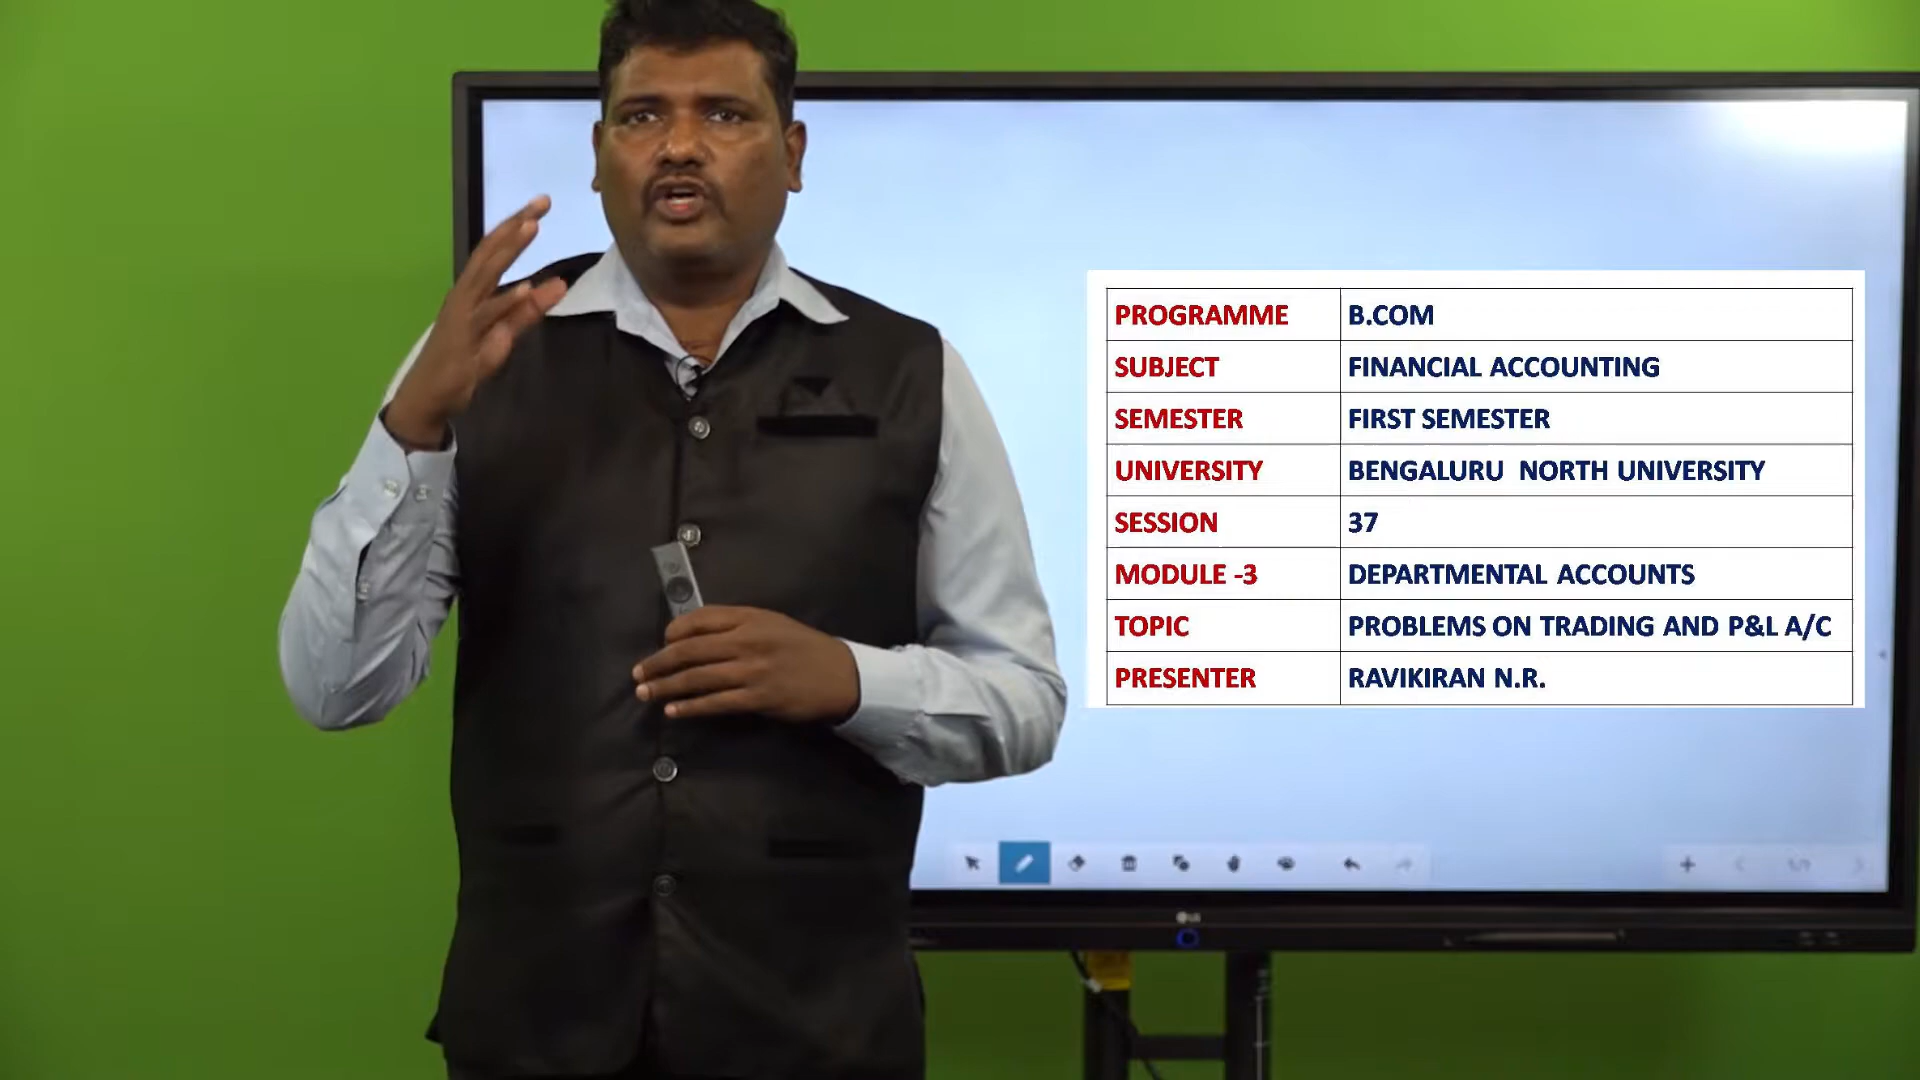 PROGRAMME B.COM
SUBJECT FINANCIAL ACCOUNTING
SEMESTER FIRST SEMESTER
UNIVERSITY BENGALURU NORTH UNIVERSITY
SESSION 37
MODULE -3 DEPARTMENTAL ACCOUNTS
TOPIC PROBLEMS ON TRADING AND P&L A/C
PRESENTER RAVIKIRAN N.R.
LG